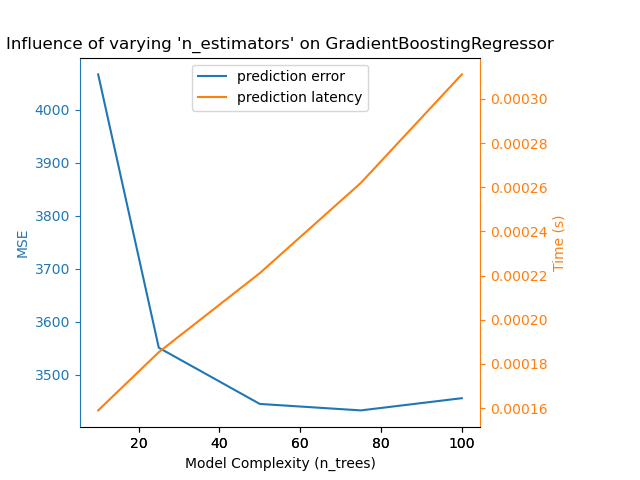 Influence of varying 'n_estimators' on GradientBoostingRegressor
prediction error
prediction latency
4000
3900
3800
3700
3600
3500
MSE
0.00030
0.00028
0.00026
0.00024
0.00022
0.00020
0.00018
0.00016
Time (s)
20 40 60 80 100
Model Complexity (n_trees)